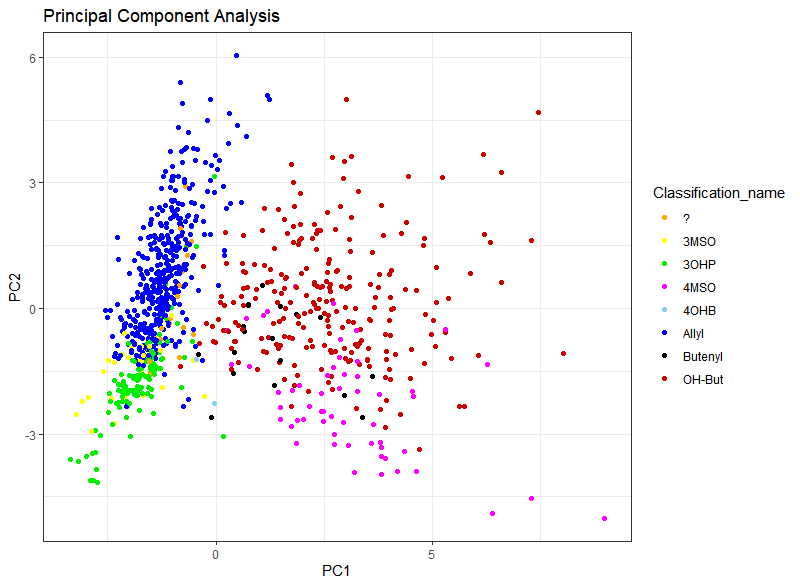 Principal Component Analysis
6
3
0
-3
PC2
0
5
PC1
Classification_name
?
3MSO
3OHP
4MSO
4OHB
Allyl
Butenyl
OH-But